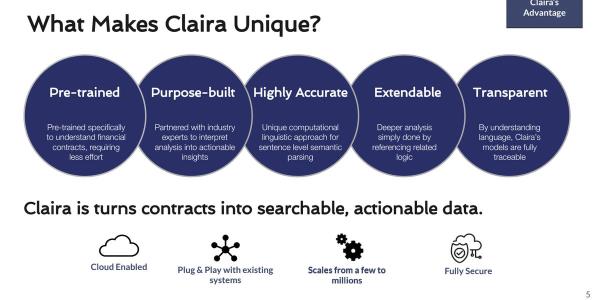 Claira's
Advantage
What Makes Claira Unique?
Pre-trained
Pre-trained specifically
to understand financial
contracts, requiring
less effort
Purpose-built
Partnered with industry
experts to interpret
analysis into actionable
insights
Highly Accurate
Unique computational
linguistic approach for
sentence level semantic
parsing
Extendable
Deeper analysis
simply done by
referencing related
logic
Transparent
By understanding
language, Claira's
models are fully
traceable
Claira is turns contracts into searchable, actionable data.
Cloud Enabled
Plug & Play with existing
systems
Scales from a few to
millions
Fully Secure
5